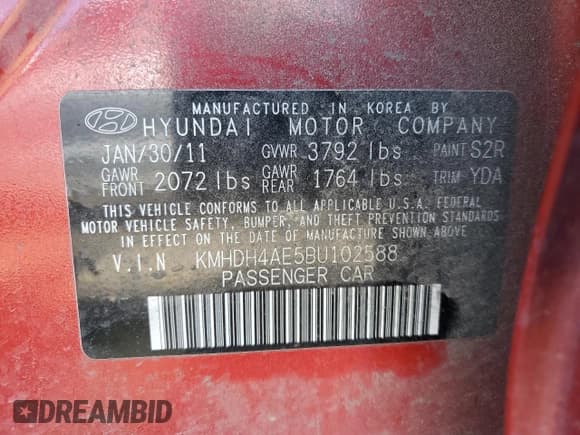 MANUFACTURED IN KOREA BY
HYUNDAI MOTOR COMPANY
JAN/30/11 GVWR 3792 lbs PAINT S2R
GAWR FRONT 2072 lbs GAWR REAR 1764 lbs TRIM YDA
THIS VEHICLE CONFORMS TO ALL APPLICABLE U.S.A. FEDERAL
MOTOR VEHICLE SAFETY, BUMPER, AND THEFT PREVENTION STANDARDS
IN EFFECT ON THE DATE OF MANUFACTURE SHOWN ABOVE
V.I.N KMHDH4AE5BU102588
PASSENGER CAR
DREAMBID